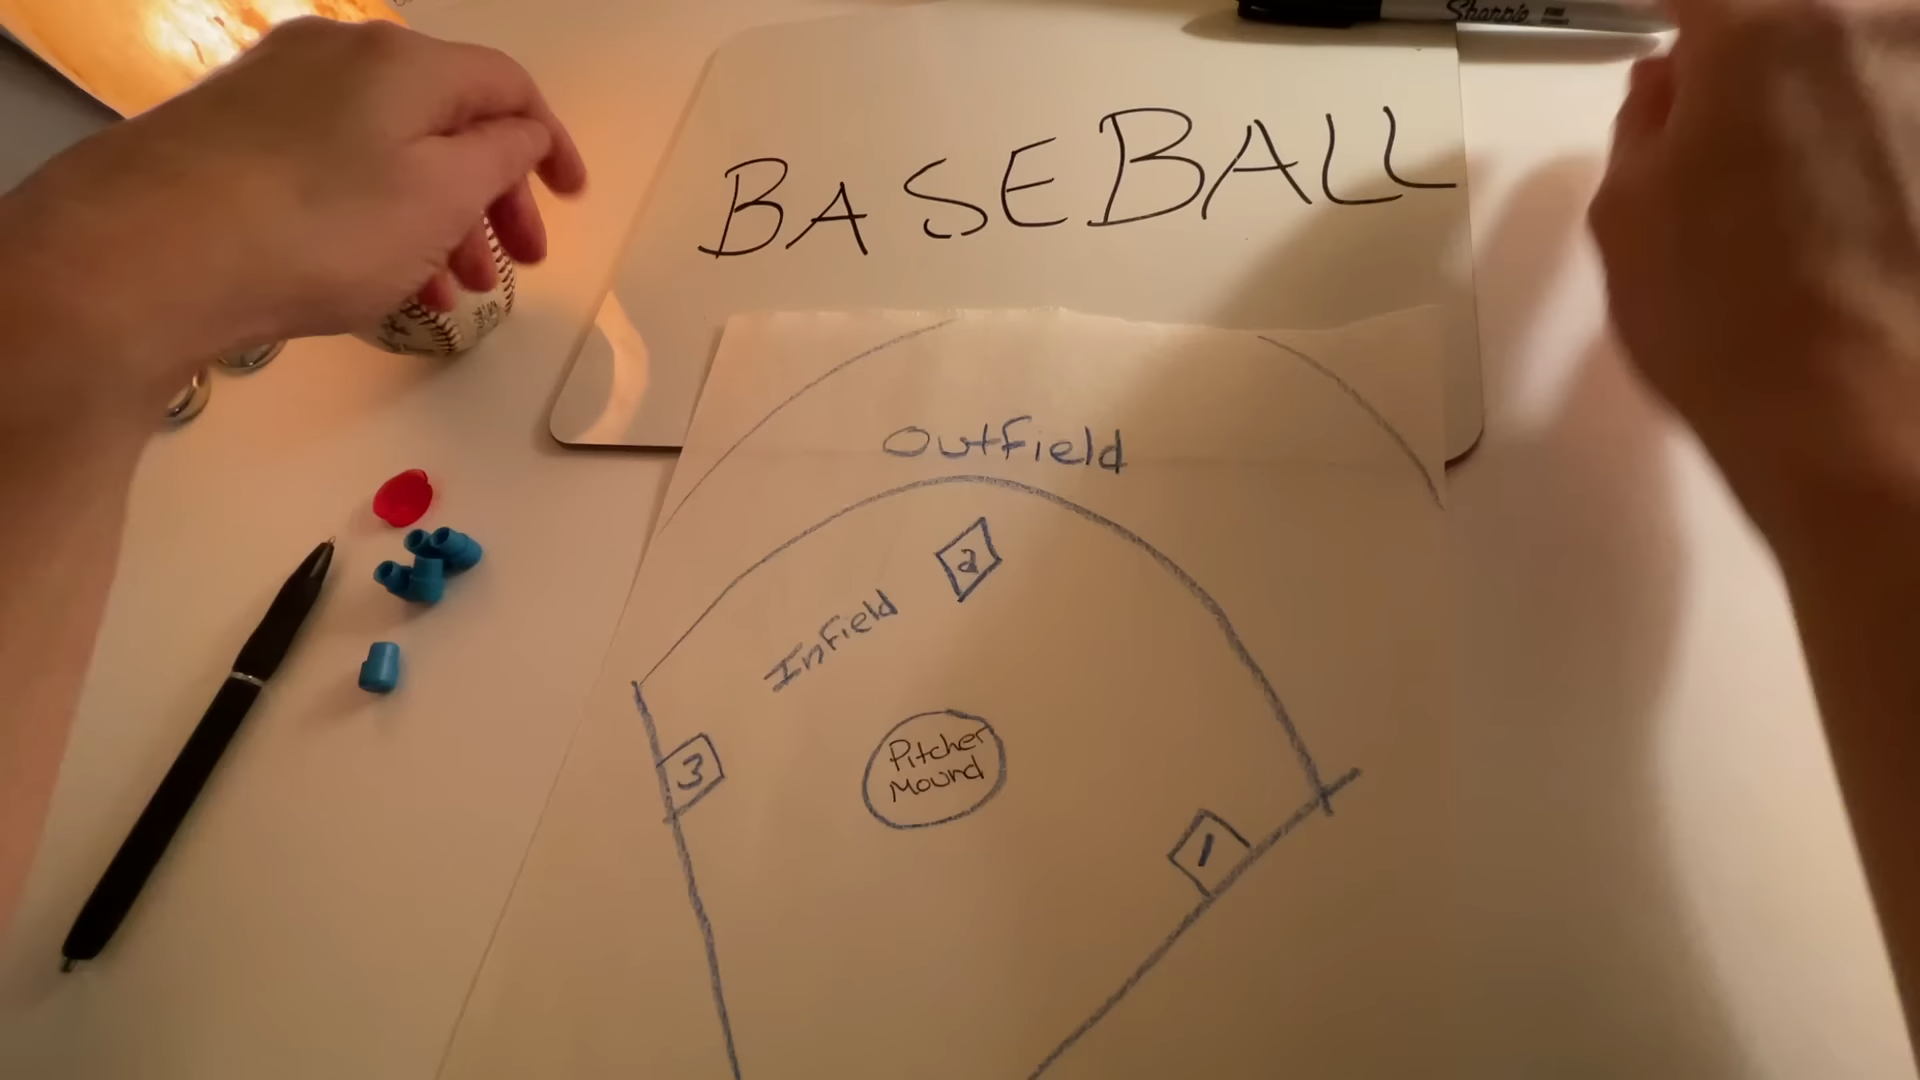 Sharpie
BASEBALL
Outfield
2
Infield
3
Pitcher
Mound
1